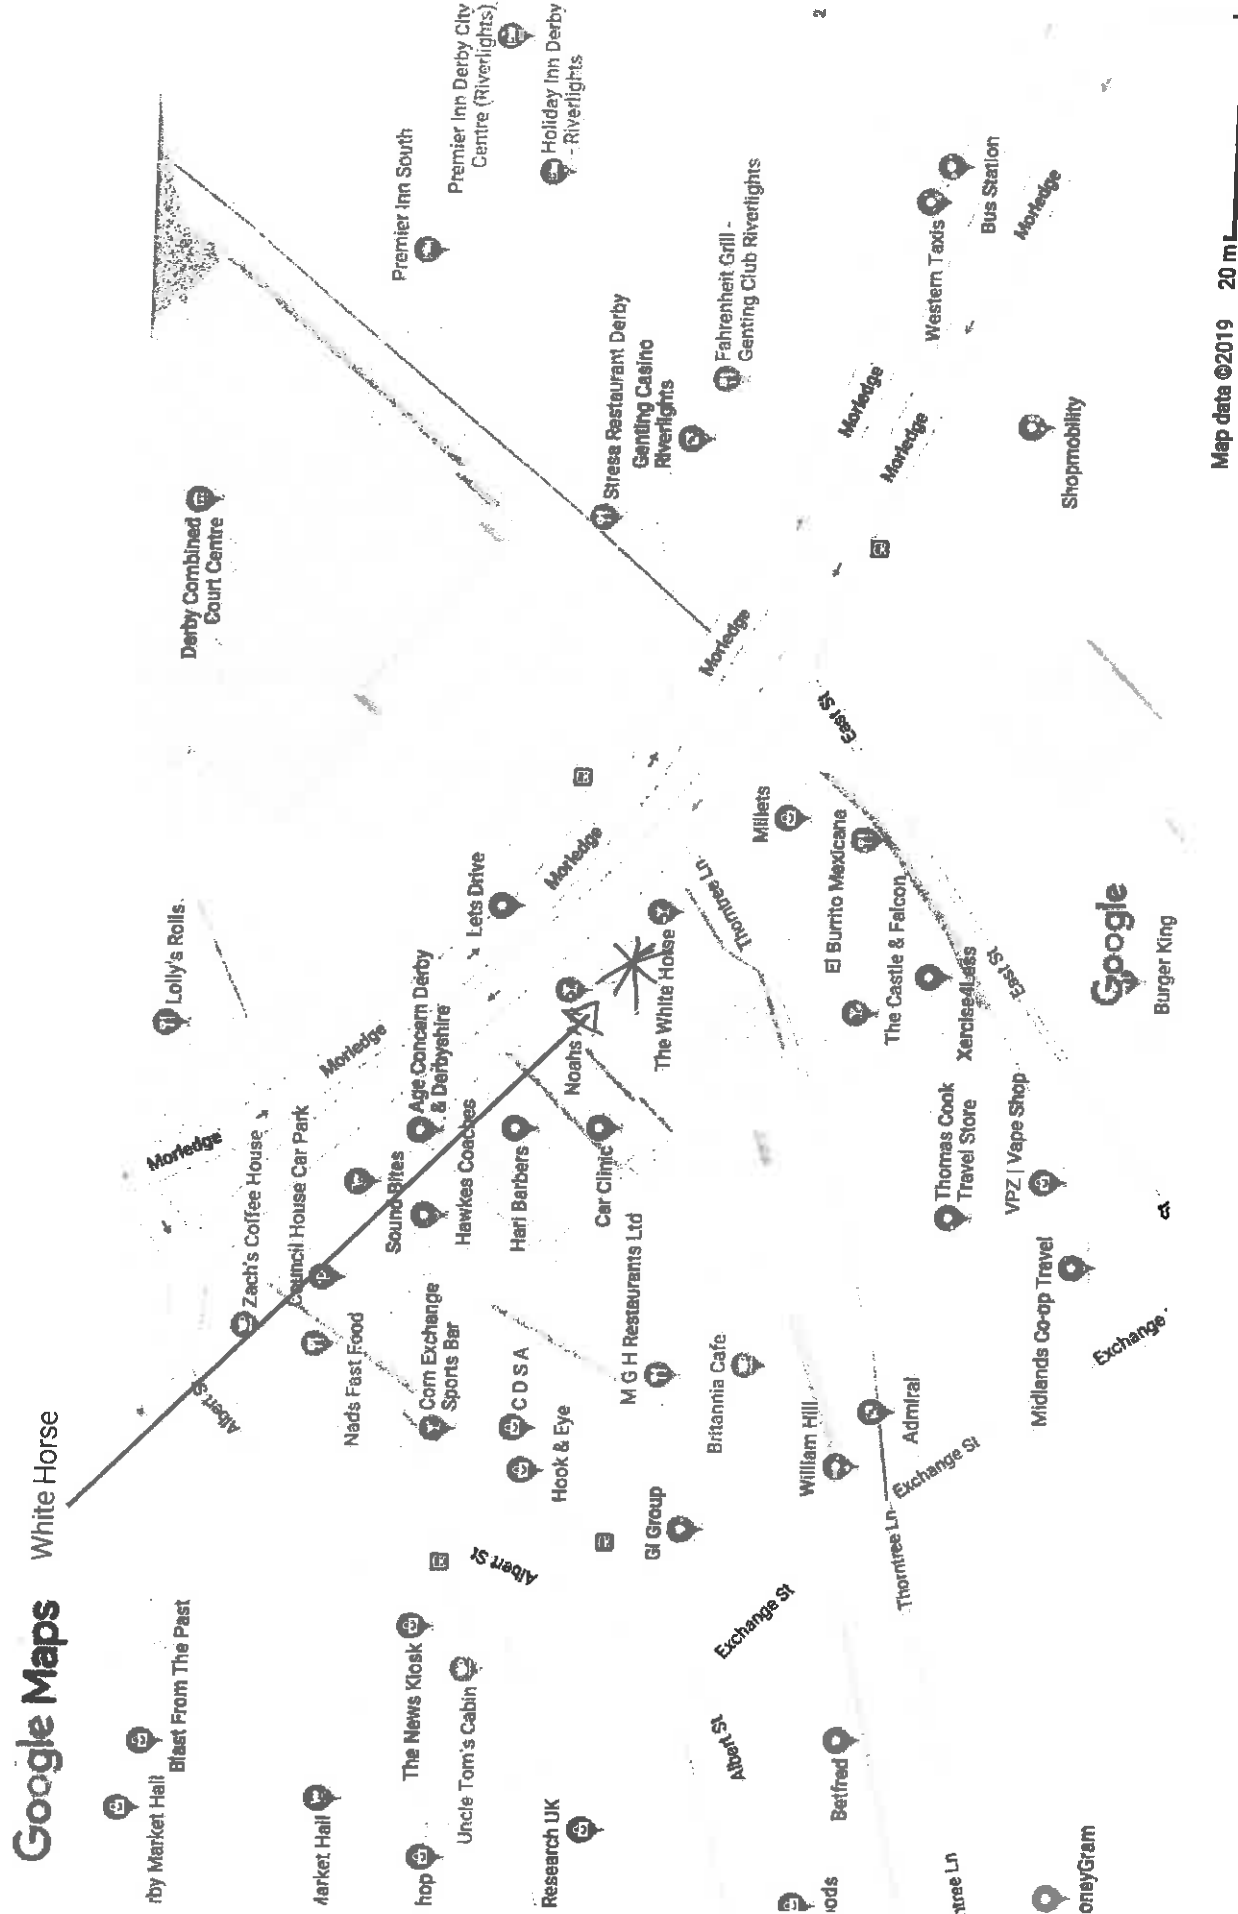 Google Maps White Horse
Derby Combined
Court Centre
Premier Inn South
Premier Inn Derby City
Centre (Riverlights)
Holiday Inn Derby
- Riverlights
Blast From The Past
rby Market Hall
Lolly's Rolls
Morledge
Albert St
Zach's Coffee House
Council House Car Park
Morledge
Nads Fast Food
Market Hall
The News Kiosk
Uncle Tom's Cabin
hop
Corn Exchange
Sports Bar
Sound Bites
Age Concern Derby
& Derbyshire
Hawkes Coaches
Lets Drive
Morledge
Albert St
C D S A
Hook & Eye
Hari Barbers
Noahs
Car Clinic
The White Horse
Stresa Restaurant Derby
Genting Casino
Riverlights
Fahrenheit Grill -
Genting Club Riverlights
Research UK
GI Group
M G H Restaurants Ltd
Britannia Cafe
Thorntree Ln
Morledge
Millets
East St
Morledge
Morledge
Western Taxis
Bus Station
Morledge
Shopmobility
Exchange St
Albert St
Betfred
William Hill
Admiral
Exchange St
Thorntree Ln
El Burrito Mexicana
The Castle & Falcon
Xercise4Less
East St
Thomas Cook
Travel Store
VPZ | Vape Shop
Midlands Co-op Travel
Exchange
ods
ntree Ln
oneyGram
Google
Burger King
Map data ©2019 20 m